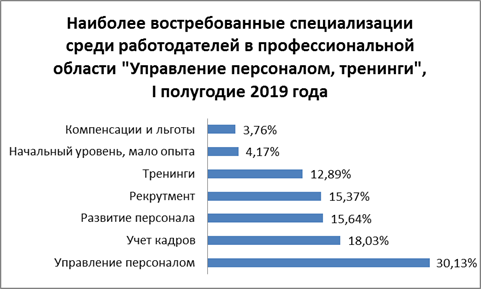 Наиболее востребованные специализации
среди работодателей в профессиональной
области "Управление персоналом, тренинги",
I полугодие 2019 года
Компенсации и льготы 3,76%
Начальный уровень, мало опыта 4,17%
Тренинги 12,89%
Рекрутмент 15,37%
Развитие персонала 15,64%
Учет кадров 18,03%
Управление персоналом 30,13%